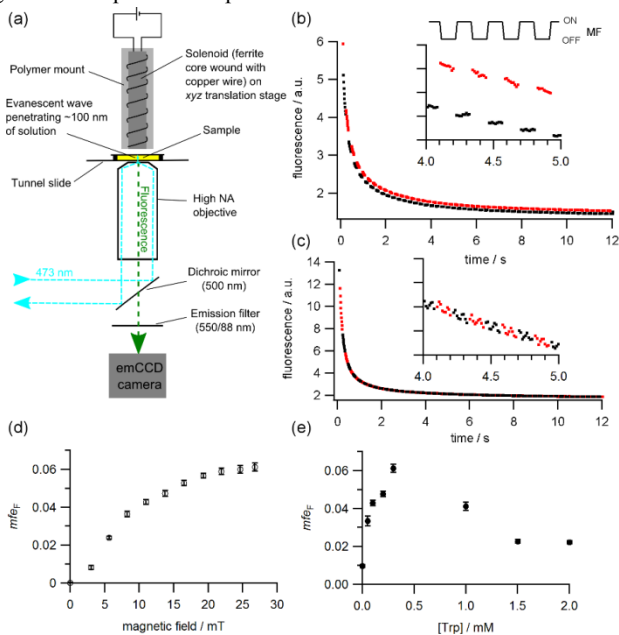 (a)
Polymer mount
Solenoid (ferrite
core wound with
copper wire) on
xyz translation stage
Evanescent wave
penetrating ~100 nm
of solution
Sample
Tunnel slide
Fluorescence
High NA
objective
473 nm
Dichroic mirror
(500 nm)
Emission filter
(550/88 nm)
emCCD
camera
(b)
ON
OFF
MF
fluorescence / a.u.
6
5
4
3
2
4.0
4.5
5.0
0
2
4
6
8
10
12
time / s
(c)
fluorescence / a.u.
14
12
10
8
6
4
2
4.0
4.5
5.0
0
2
4
6
8
10
12
time / s
(d)
mfeF
0.06
0.04
0.02
0
0
5
10
15
20
25
30
magnetic field / mT
(e)
mfeF
0.06
0.04
0.02
0.00
0.0
0.5
1.0
1.5
2.0
[Trp] / mM